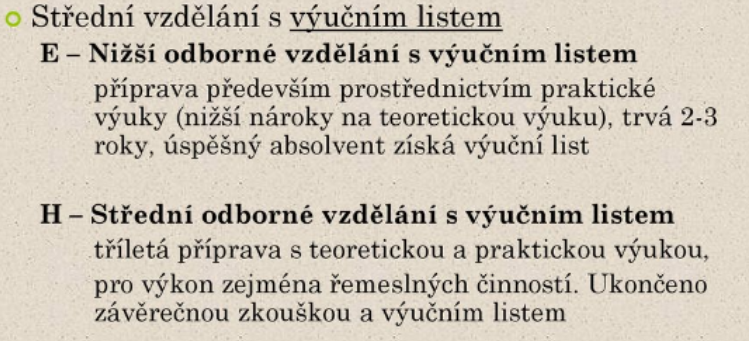 Střední vzdělání s výučním listem
E – Nižší odborné vzdělání s výučním listem
příprava především prostřednictvím praktické
výuky (nižší nároky na teoretickou výuku), trvá 2-3
roky, úspěšný absolvent získá výuční list
H – Střední odborné vzdělání s výučním listem
tříletá příprava s teoretickou a praktickou výukou,
pro výkon zejména řemeslných činností. Ukončeno
závěrečnou zkouškou a výučním listem